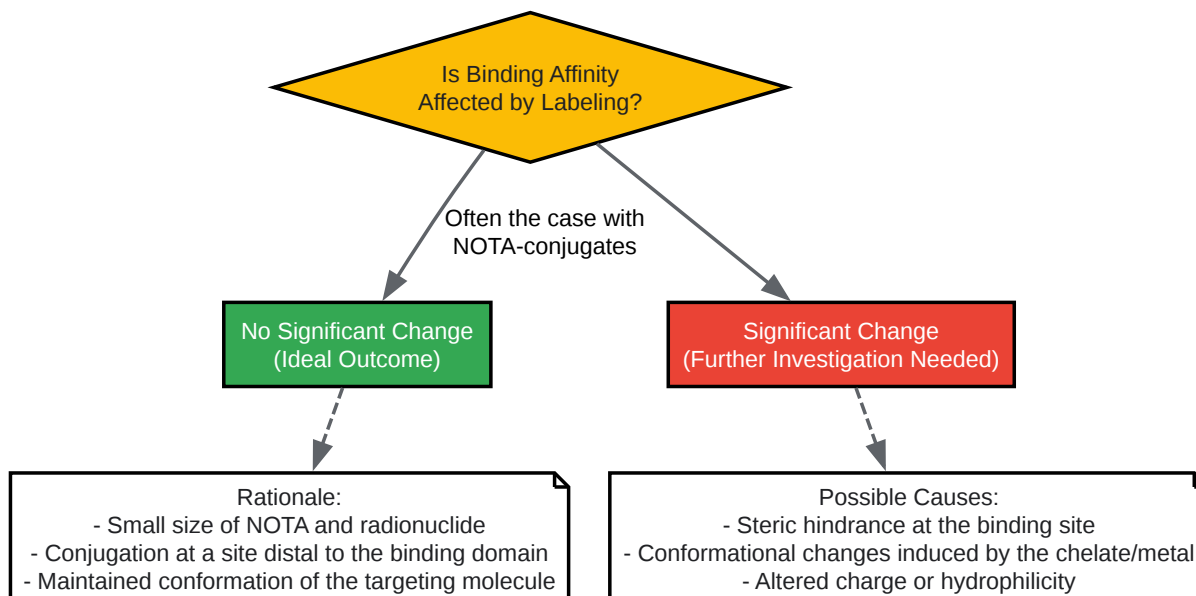 Is Binding Affinity
Affected by Labeling?
Often the case with
NOTA-conjugates
No Significant Change
(Ideal Outcome)
Significant Change
(Further Investigation Needed)
Rationale:
- Small size of NOTA and radionuclide
- Conjugation at a site distal to the binding domain
- Maintained conformation of the targeting molecule
Possible Causes:
- Steric hindrance at the binding site
- Conformational changes induced by the chelate/metal
- Altered charge or hydrophilicity